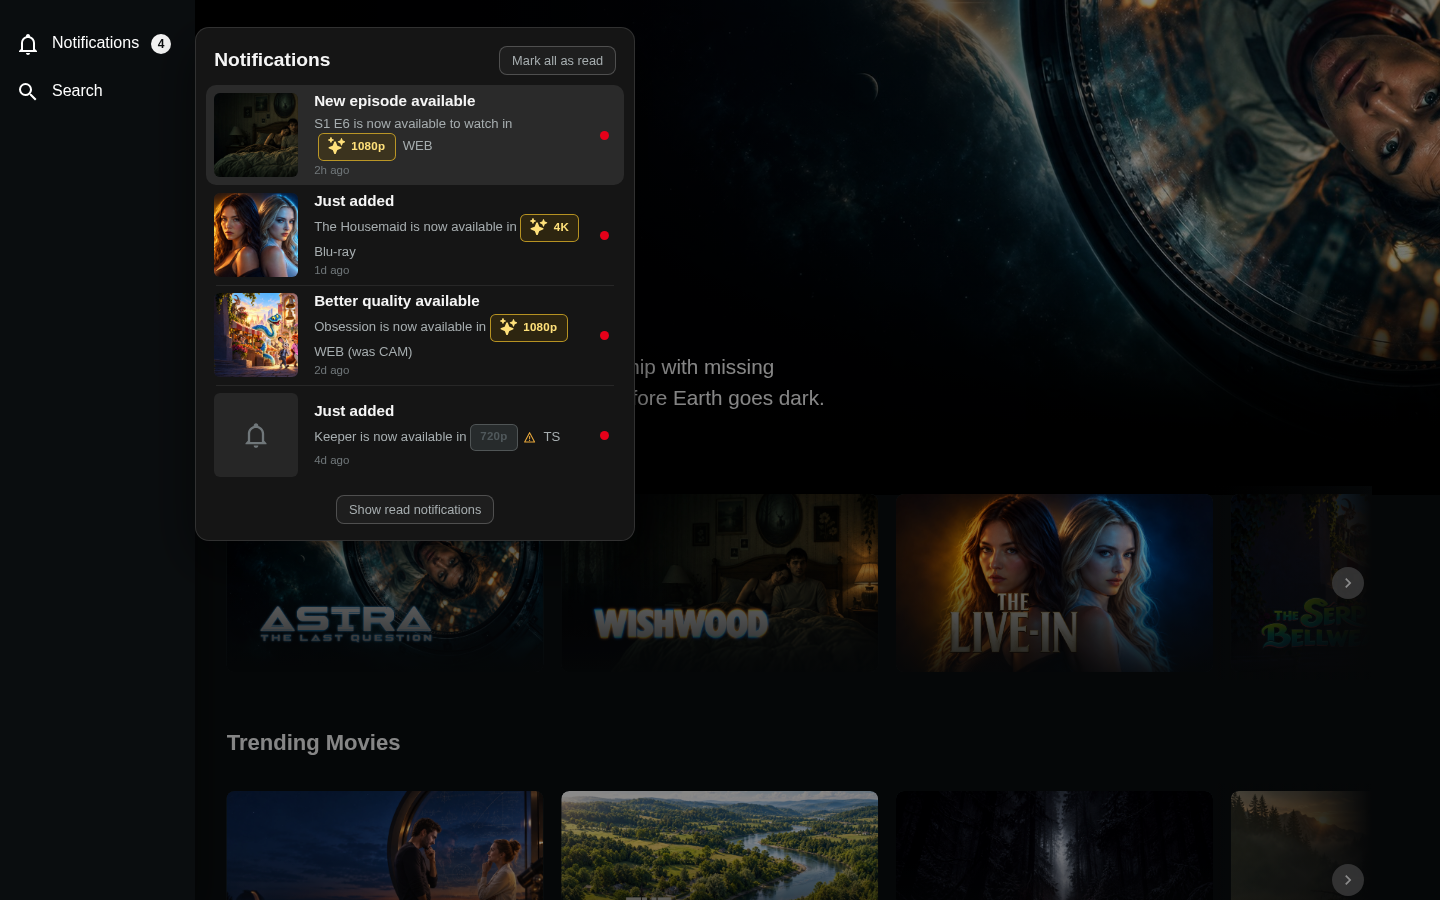 Notifications 4
Search
Notifications
Mark all as read
New episode available
S1 E6 is now available to watch in
1080p WEB
2h ago
Just added
The Housemaid is now available in 4K
Blu-ray
1d ago
Better quality available
Obsession is now available in 1080p
WEB (was CAM)
2d ago
Just added
Keeper is now available in 720p TS
4d ago
Show read notifications
hip with missing
fore Earth goes dark.
ASTRA
THE LAST QUESTION
WISHWOOD
THE
LIVE-IN
THE
Trending Movies